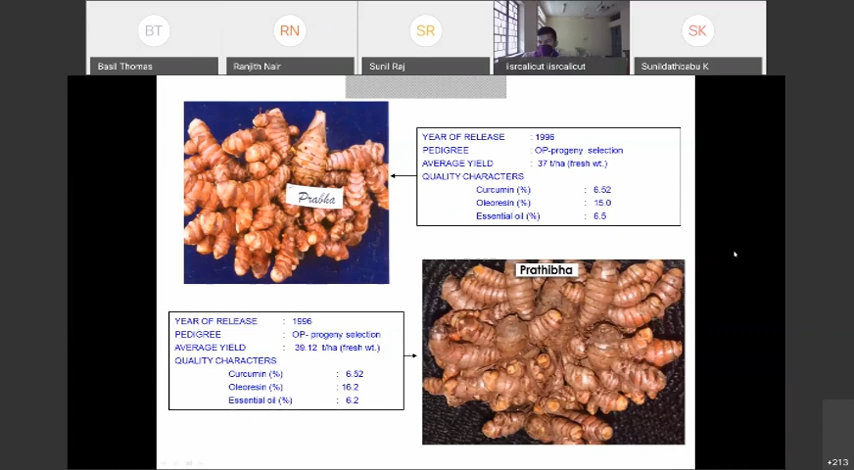 BT
RN
SR
SK
Basil Thomas
Ranjith Nair
Sunil Raj
iisrcalicut iisrcalicut
Sunildathbabu K
Prabha
YEAR OF RELEASE : 1996
PEDIGREE : OP-progeny selection
AVERAGE YIELD : 37 t/ha (fresh wt.)
QUALITY CHARACTERS
Curcumin (%) : 6.52
Oleoresin (%) : 15.0
Essential oil (%) : 6.5
Prathibha
YEAR OF RELEASE : 1996
PEDIGREE : OP- progeny selection
AVERAGE YIELD : 39.12 t/ha (fresh wt.)
QUALITY CHARACTERS
Curcumin (%) : 6.52
Oleoresin (%) : 16.2
Essential oil (%) : 6.2
+213